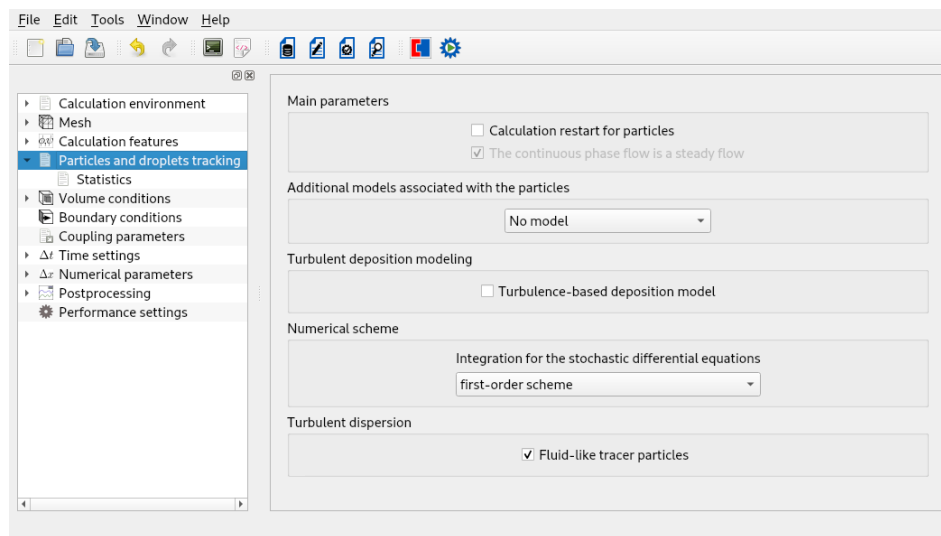 File Edit Tools Window Help
Calculation environment
Mesh
Calculation features
Particles and droplets tracking
Statistics
Volume conditions
Boundary conditions
Coupling parameters
Δt Time settings
Δx Numerical parameters
Postprocessing
Performance settings
Main parameters
Calculation restart for particles
The continuous phase flow is a steady flow
Additional models associated with the particles
No model
Turbulent deposition modeling
Turbulence-based deposition model
Numerical scheme
Integration for the stochastic differential equations
first-order scheme
Turbulent dispersion
Fluid-like tracer particles